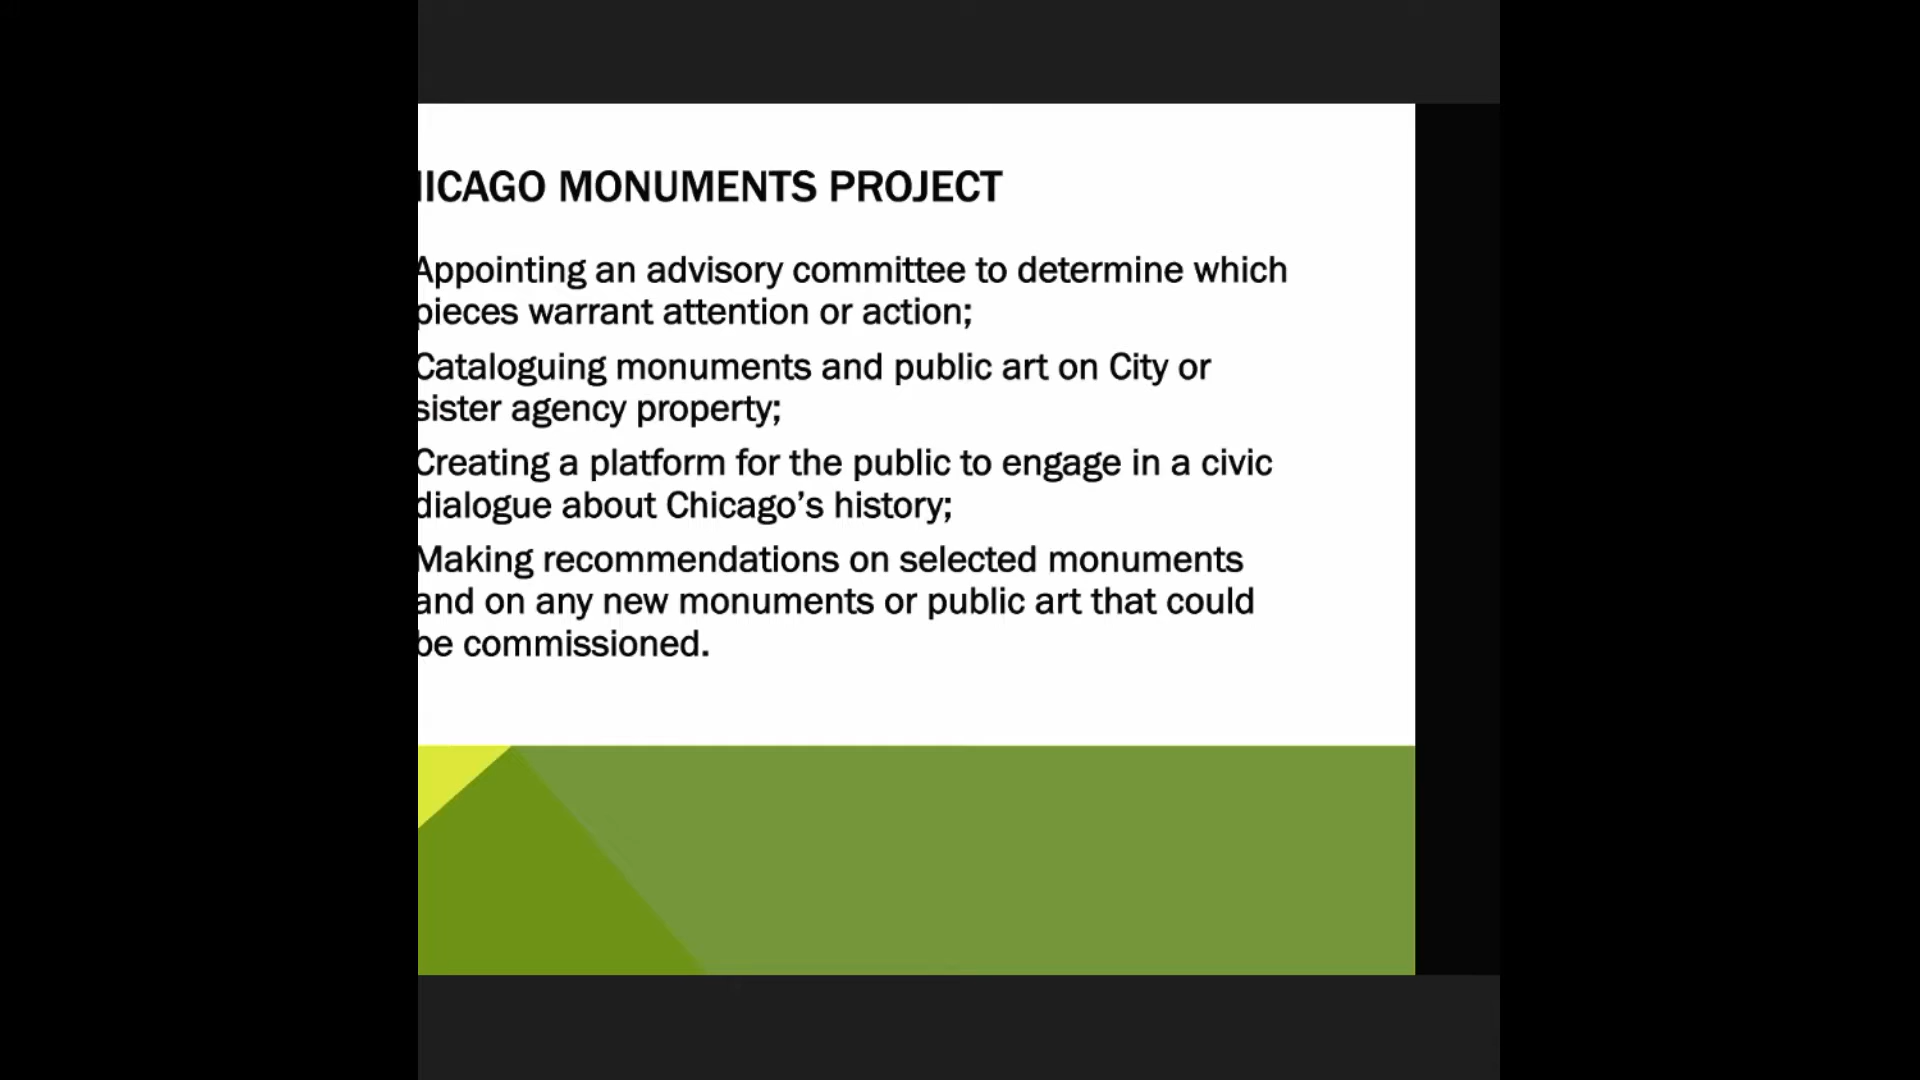 HICAGO MONUMENTS PROJECT
Appointing an advisory committee to determine which
pieces warrant attention or action;
Cataloguing monuments and public art on City or
sister agency property;
Creating a platform for the public to engage in a civic
dialogue about Chicago’s history;
Making recommendations on selected monuments
and on any new monuments or public art that could
be commissioned.